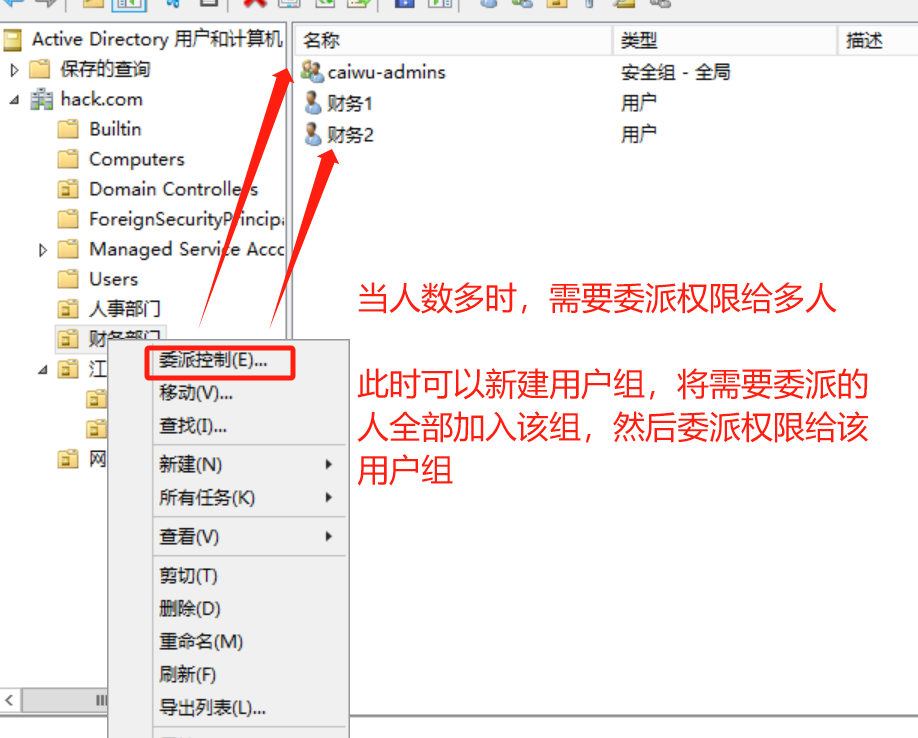 Active Directory 用户和计算机
保存的查询
hack.com
Builtin
Computers
Domain Controllers
ForeignSecurityPrincipa
Managed Service Accc
Users
人事部门
财务部门
江
网
名称 类型 描述
caiwu-admins 安全组 - 全局
财务1 用户
财务2 用户
委派控制(E)...
移动(V)...
查找(I)...
新建(N)
所有任务(K)
查看(V)
剪切(T)
删除(D)
重命名(M)
刷新(F)
导出列表(L)...
当人数多时，需要委派权限给多人
此时可以新建用户组，将需要委派的
人全部加入该组，然后委派权限给该
用户组